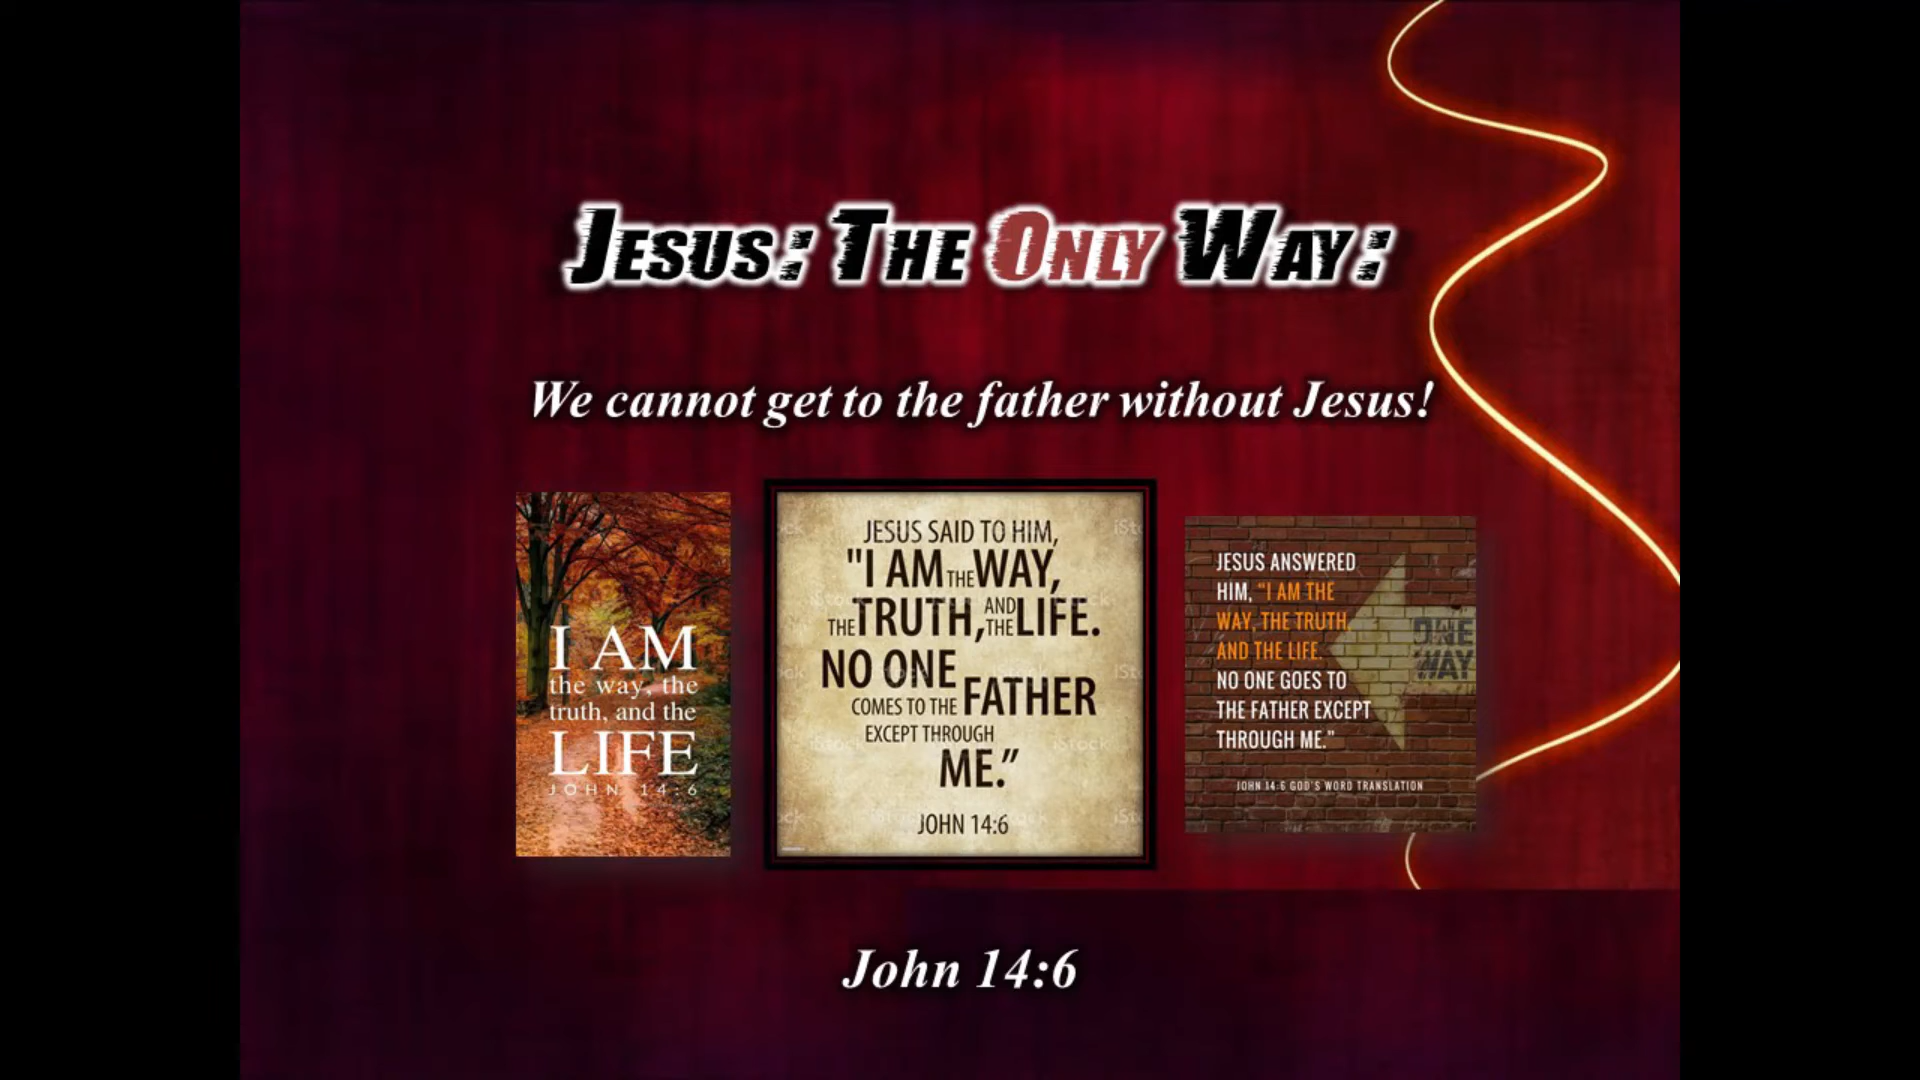 Jesus: The Only Way:
We cannot get to the father without Jesus!
I AM
the way, the
truth, and the
LIFE
JOHN 14:6
JESUS SAID TO HIM,
"I AM THE WAY,
THE TRUTH, AND THE LIFE.
NO ONE
COMES TO THE FATHER
EXCEPT THROUGH
ME.”
JOHN 14:6
JESUS ANSWERED
HIM, “I AM THE
WAY, THE TRUTH,
AND THE LIFE.
NO ONE GOES TO
THE FATHER EXCEPT
THROUGH ME.”
JOHN 14:6 GOD'S WORD TRANSLATION
ONE
WAY
John 14:6